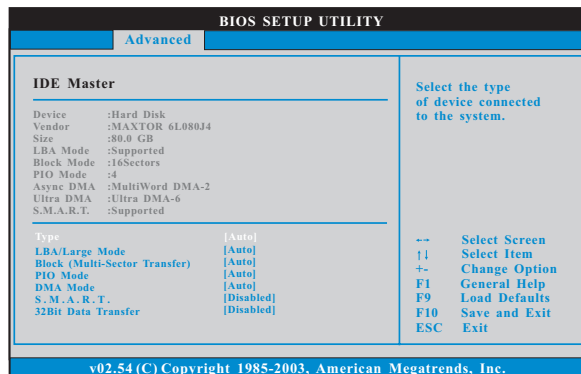 BIOS SETUP UTILITY
Advanced
IDE Master
Device :Hard Disk
Vendor :MAXTOR 6L080J4
Size :80.0 GB
LBA Mode :Supported
Block Mode :16Sectors
PIO Mode :4
Async DMA :MultiWord DMA-2
Ultra DMA :Ultra DMA-6
S.M.A.R.T. :Supported
Type [Auto]
LBA/Large Mode [Auto]
Block (Multi-Sector Transfer) [Auto]
PIO Mode [Auto]
DMA Mode [Auto]
S.M.A.R.T. [Disabled]
32Bit Data Transfer [Disabled]
Select the type
of device connected
to the system.
←→ Select Screen
↑↓ Select Item
+- Change Option
F1 General Help
F9 Load Defaults
F10 Save and Exit
ESC Exit
v02.54 (C) Copyright 1985-2003, American Megatrends, Inc.